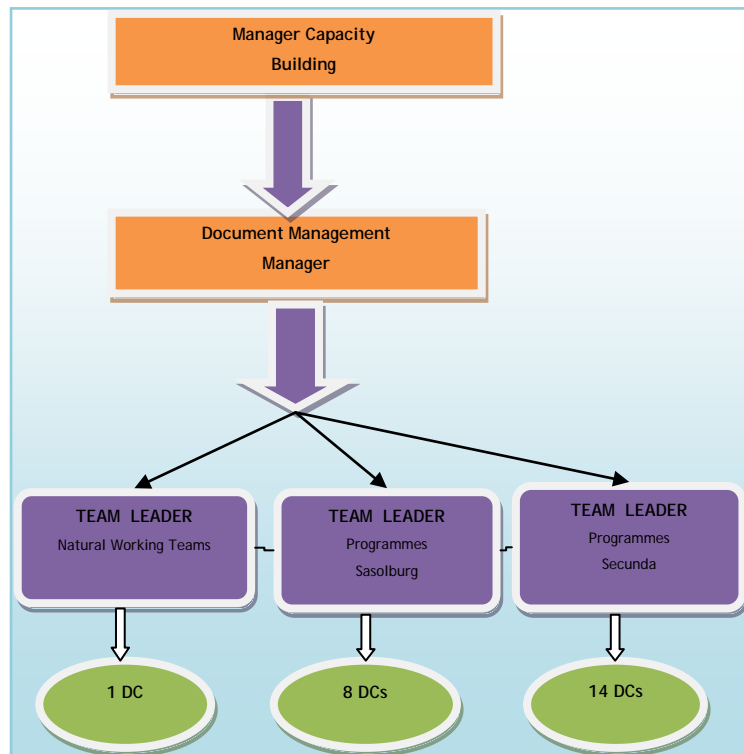 Manager Capacity
Building
Document Management
Manager
TEAM LEADER
Natural Working Teams
TEAM LEADER
Programmes
Sasolburg
TEAM LEADER
Programmes
Secunda
1 DC
8 DCs
14 DCs